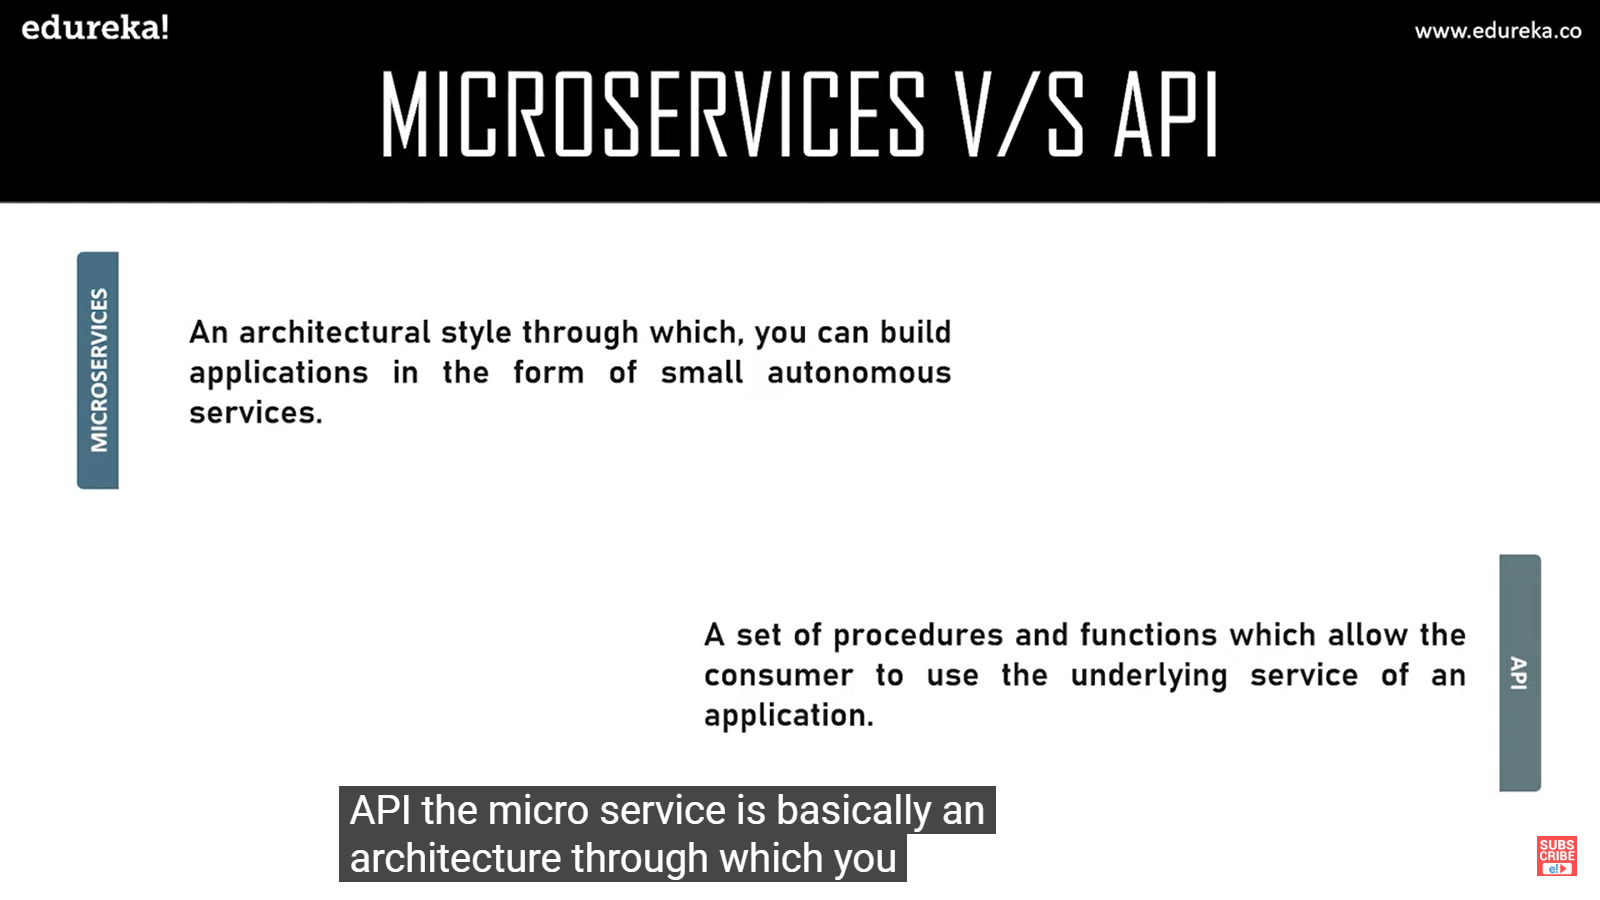 edureka!
www.edureka.co
MICROSERVICES V/S API
MICROSERVICES
An architectural style through which, you can build
applications in the form of small autonomous
services.
A set of procedures and functions which allow the
consumer to use the underlying service of an
application.
API
API the micro service is basically an
architecture through which you
SUBS
CRIBE
e!